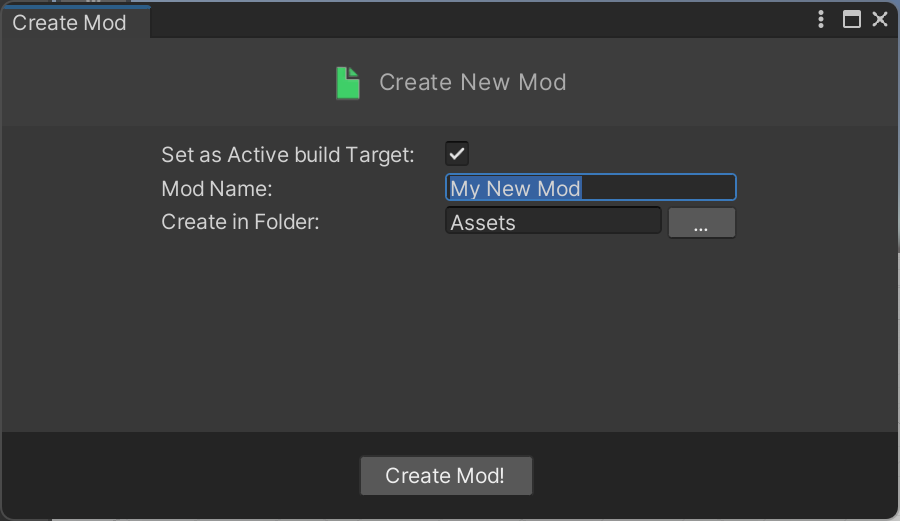 Create Mod
Create New Mod
Set as Active build Target:
Mod Name: My New Mod
Create in Folder: Assets ...
Create Mod!